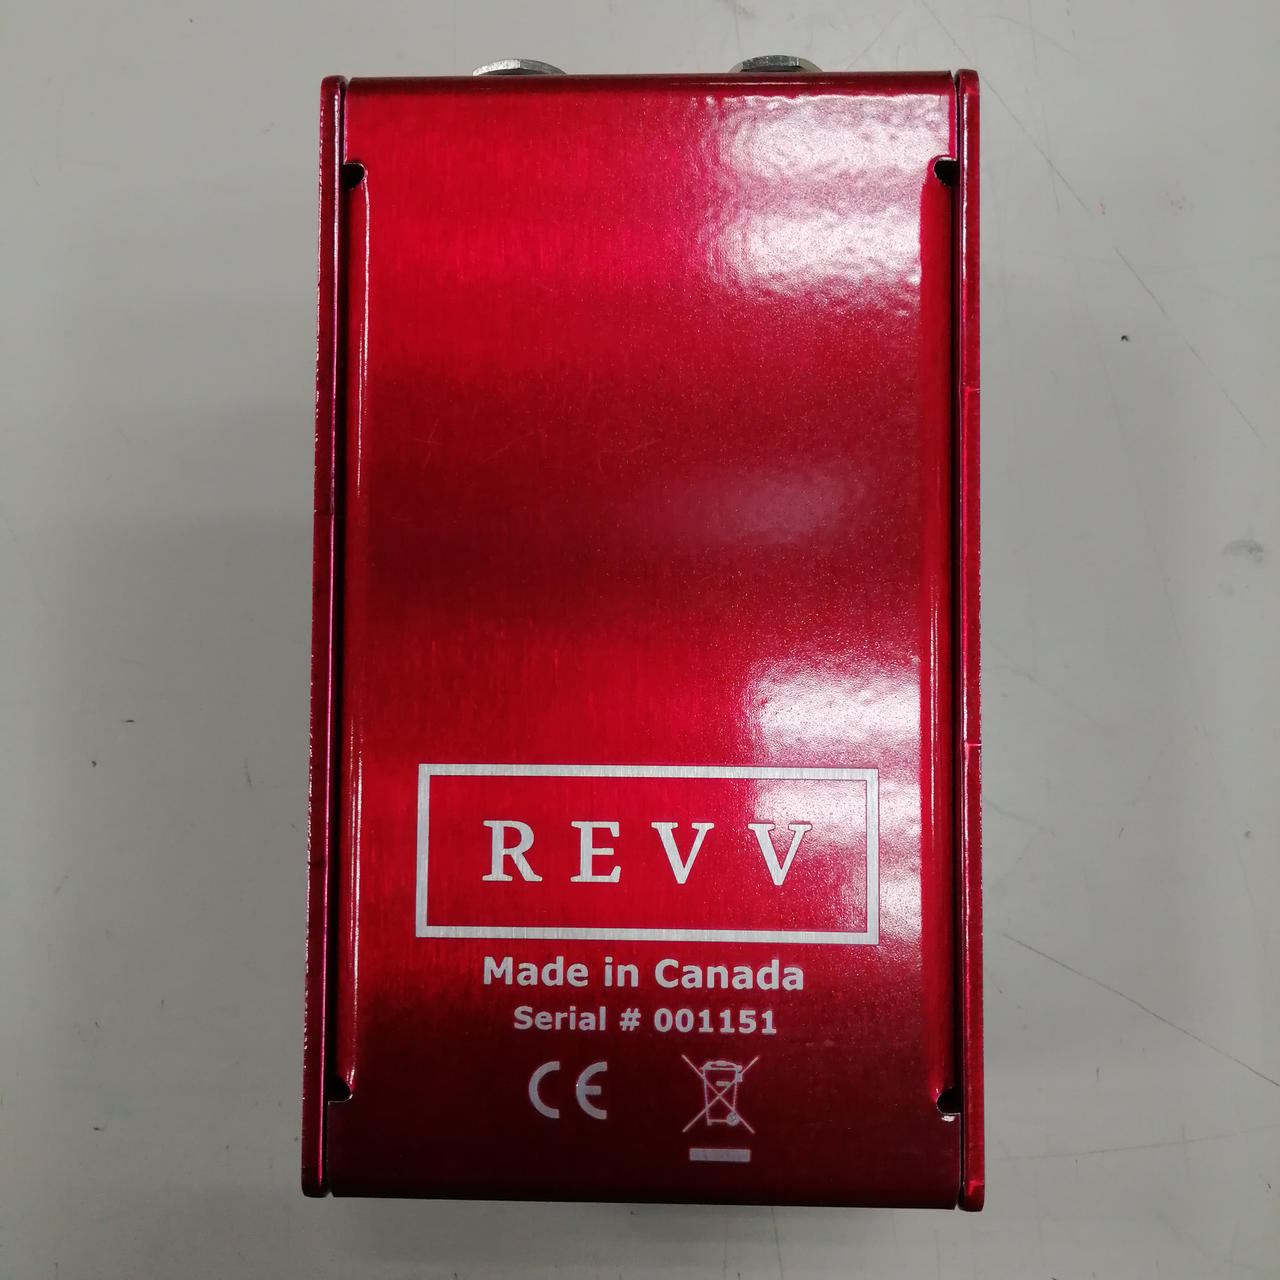 REVV
Made in Canada
Serial # 001151
CE